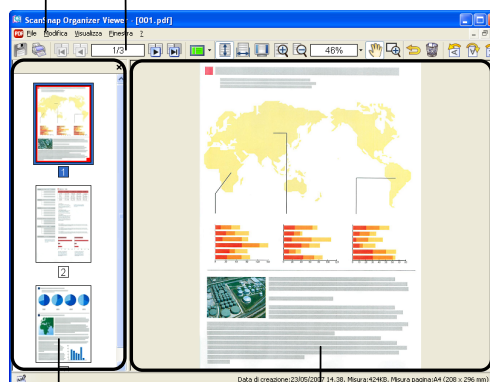 ScanSnap Organizer Viewer - [001.pdf]
File Modifica Visualizza Finestra ?
1/3 46%
1
2
Data di creazione:23/05/2007 14.38, Misura:424KB, Misura pagina:A4 (208 x 296 mm)